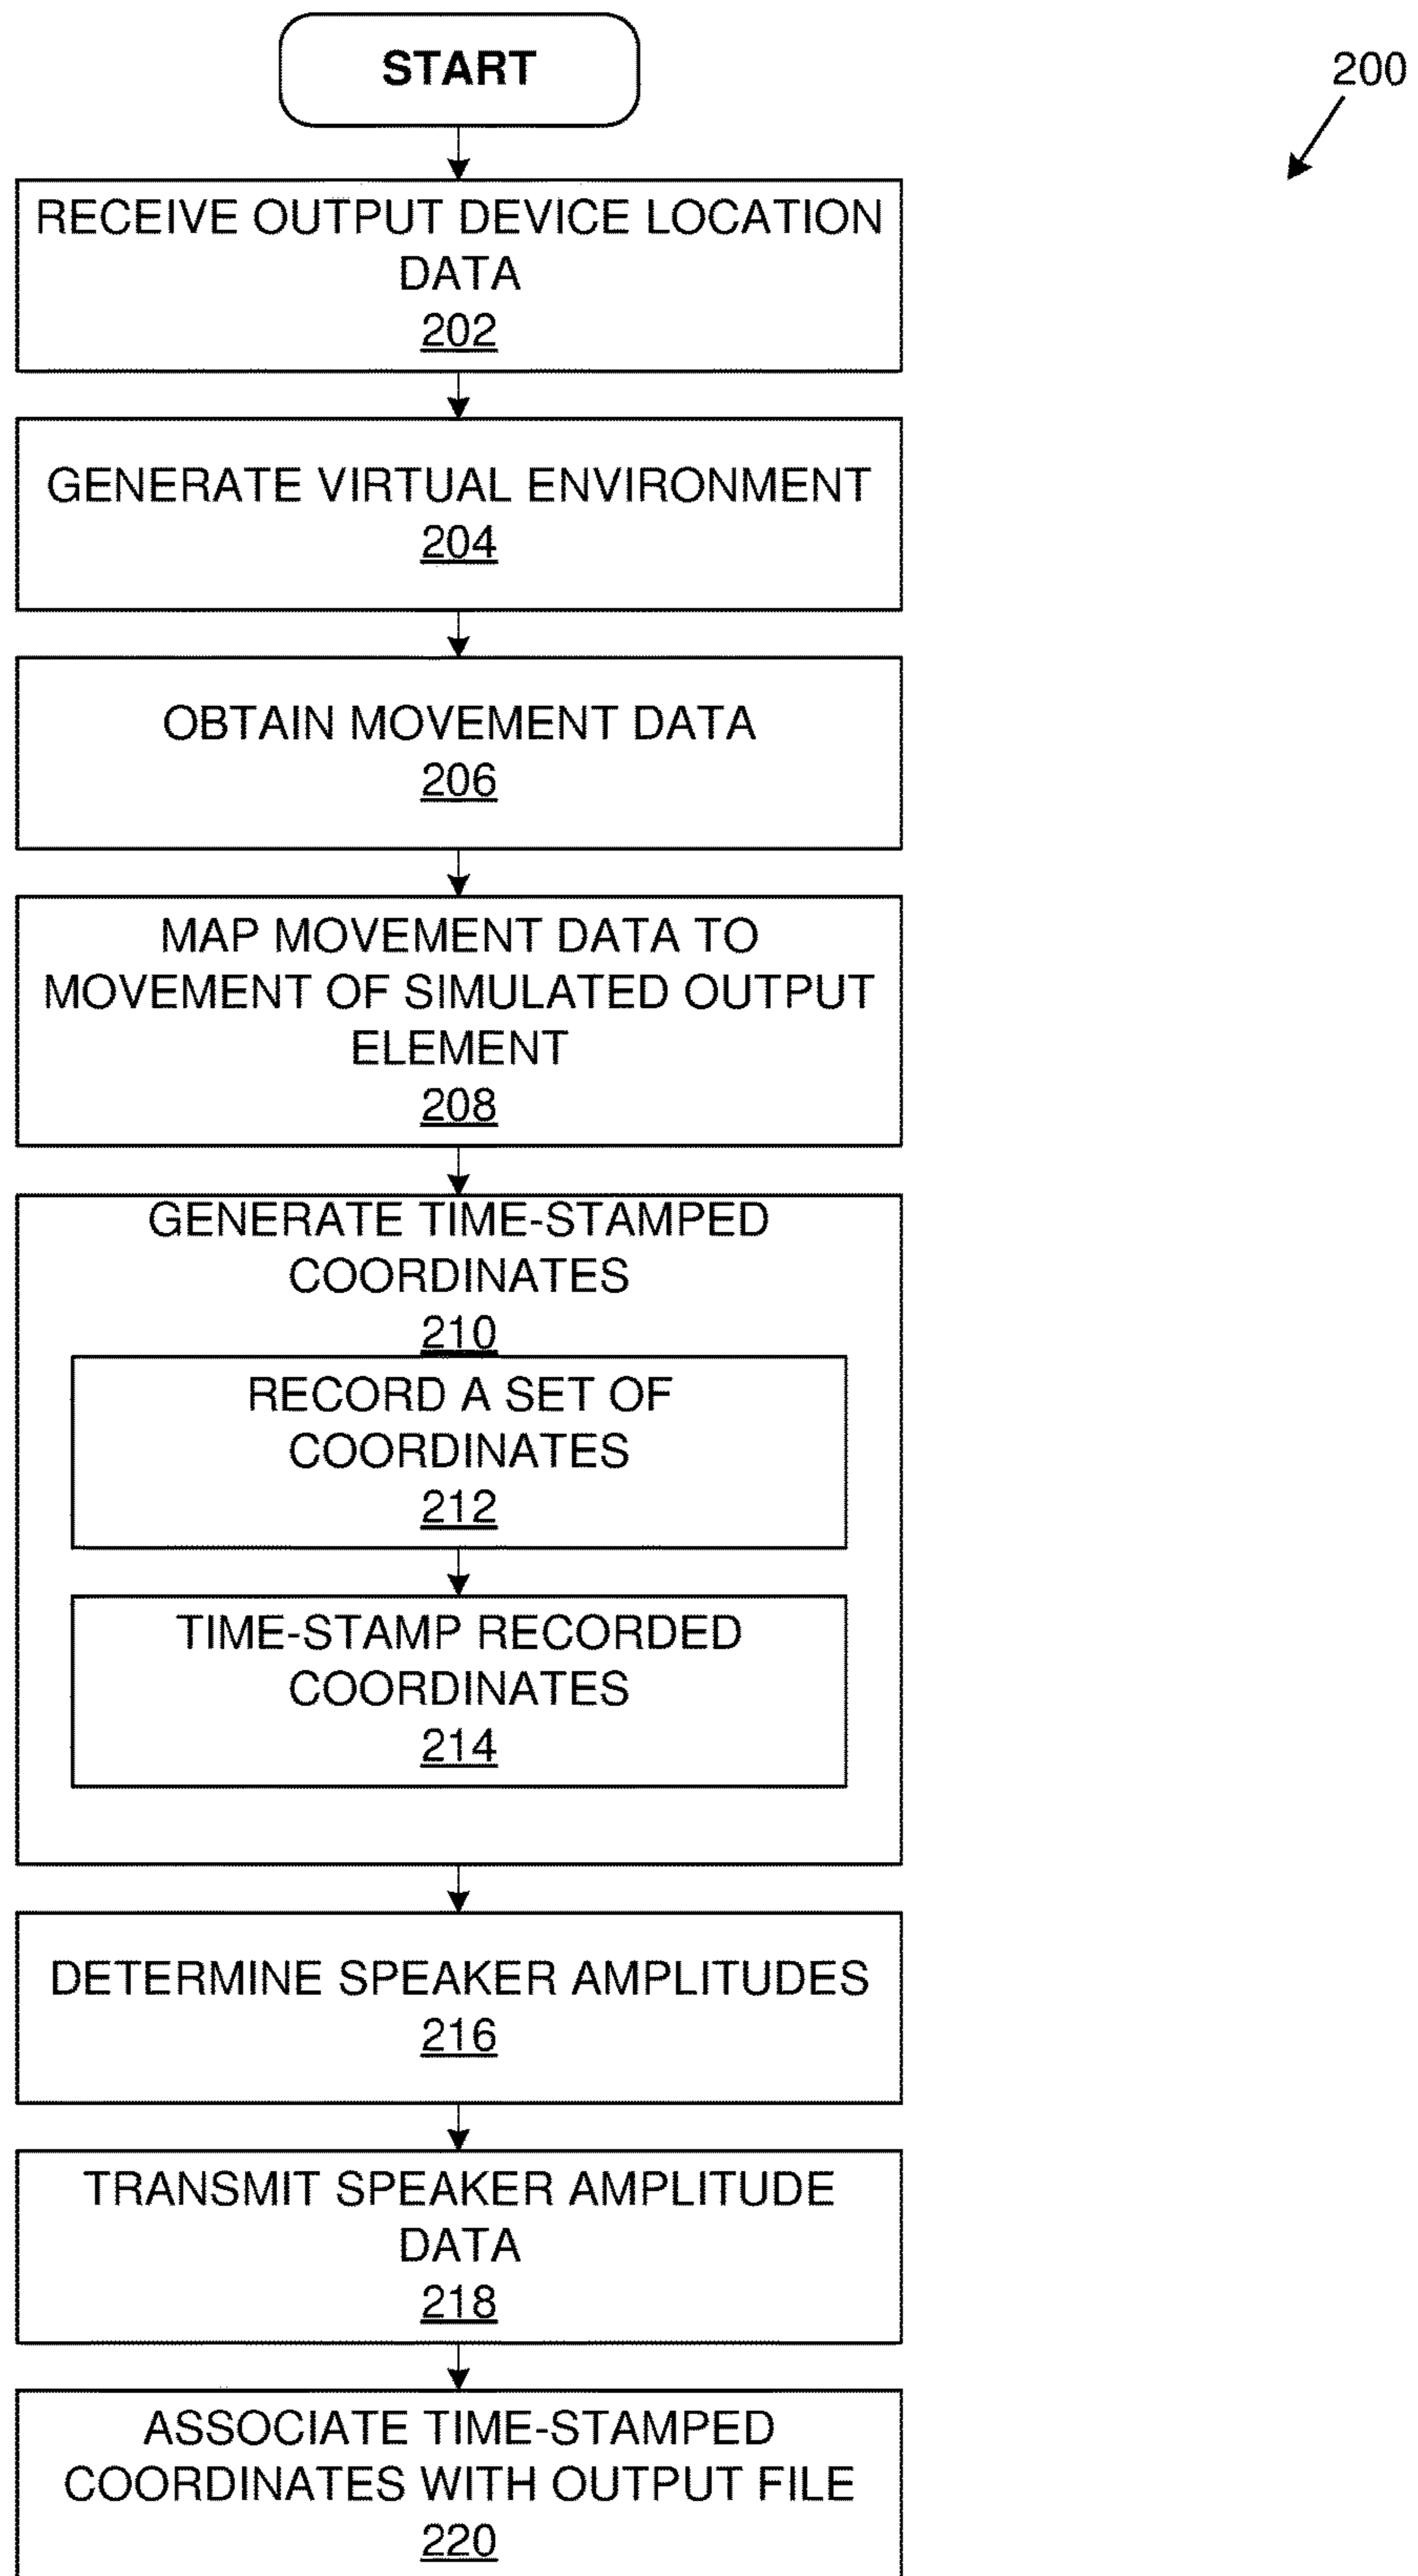 START
200
RECEIVE OUTPUT DEVICE LOCATION
DATA
202
GENERATE VIRTUAL ENVIRONMENT
204
OBTAIN MOVEMENT DATA
206
MAP MOVEMENT DATA TO
MOVEMENT OF SIMULATED OUTPUT
ELEMENT
208
GENERATE TIME-STAMPED
COORDINATES
210
RECORD A SET OF
COORDINATES
212
TIME-STAMP RECORDED
COORDINATES
214
DETERMINE SPEAKER AMPLITUDES
216
TRANSMIT SPEAKER AMPLITUDE
DATA
218
ASSOCIATE TIME-STAMPED
COORDINATES WITH OUTPUT FILE
220